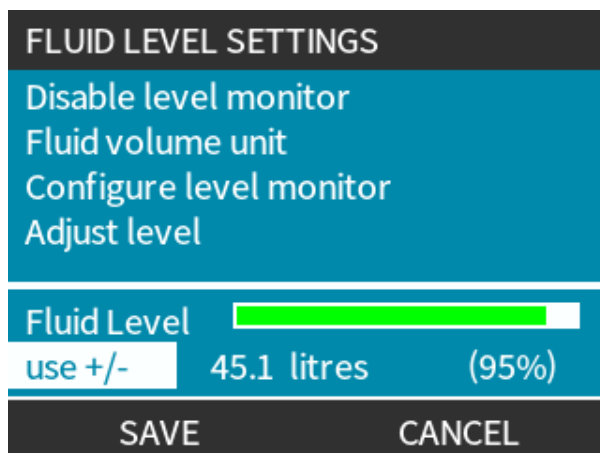 FLUID LEVEL SETTINGS
Disable level monitor
Fluid volume unit
Configure level monitor
Adjust level
Fluid Level
use +/- 45.1 litres (95%)
SAVE CANCEL